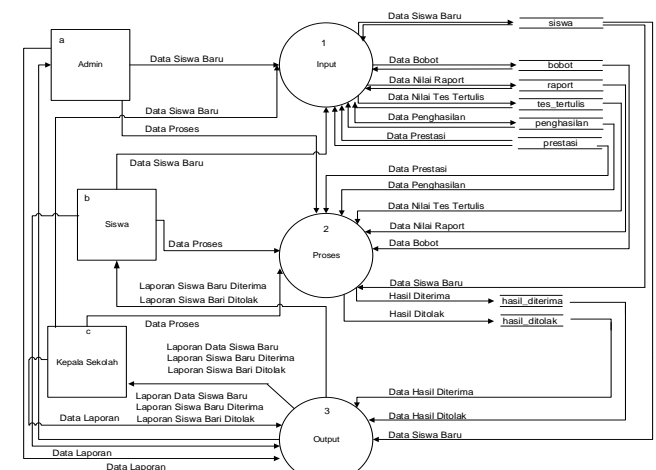 Data Siswa Baru
siswa
a
Admin
Data Siswa Baru
1
Input
Data Bobot
bobot
Data Nilai Raport
raport
Data Nilai Tes Tertulis
tes_tertulis
Data Siswa Baru
Data Penghasilan
penghasilan
Data Proses
Data Prestasi
prestasi
Data Siswa Baru
Data Prestasi
Data Penghasilan
b
Siswa
Data Nilai Tes Tertulis
2
Proses
Data Nilai Raport
Data Proses
Data Bobot
Laporan Siswa Baru Diterima
Laporan Siswa Bari Ditolak
Data Siswa Baru
Hasil Diterima
hasil_diterima
Hasil Ditolak
hasil_ditolak
Data Proses
c
Kepala Sekolah
Laporan Data Siswa Baru
Laporan Siswa Baru Diterima
Laporan Siswa Bari Ditolak
Laporan Data Siswa Baru
Laporan Siswa Baru Diterima
Laporan Siswa Bari Ditolak
Data Hasil Diterima
Data Laporan
3
Output
Data Hasil Ditolak
Data Siswa Baru
Data Laporan
Data Laporan